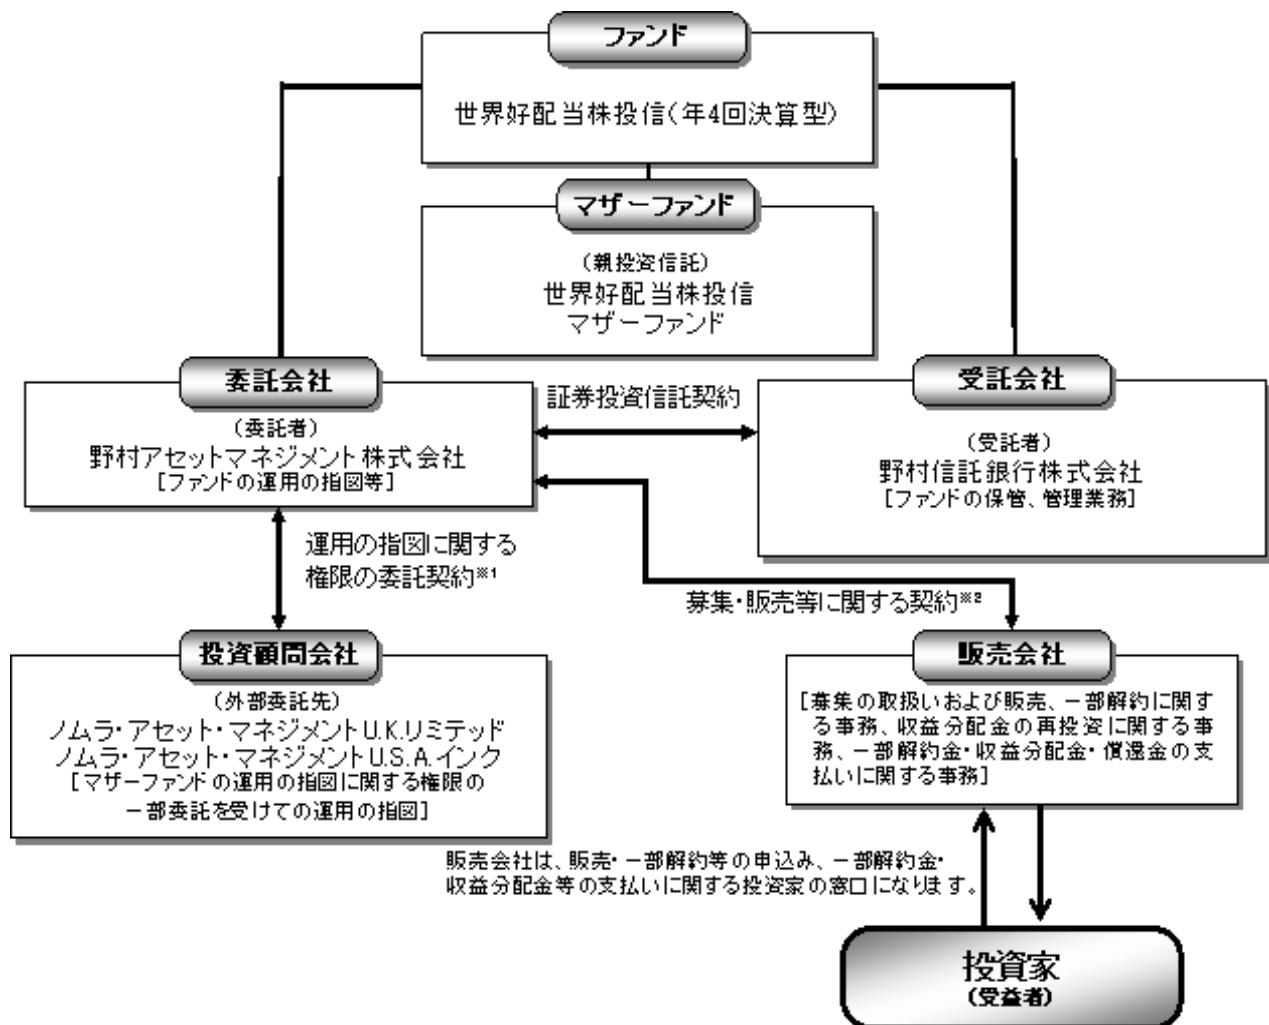 ファンド
世界好配当株投信(年4回決算型)
マザーファンド
(親投資信託)
世界好配当株投信
マザーファンド
委託会社
(委託者)
野村アセットマネジメント株式会社
[ファンドの運用の指図等]
証券投資信託契約
受託会社
(受託者)
野村信託銀行株式会社
[ファンドの保管、管理業務]
運用の指図に関する
権限の委託契約※1
募集・販売等に関する契約※2
投資顧問会社
(外部委託先)
ノムラ・アセット・マネジメントU.K.リミテッド
ノムラ・アセット・マネジメントU.S.A.インク
[マザーファンドの運用の指図に関する権限の
一部委託を受けての運用の指図]
販売会社
[募集の取扱いおよび販売、一部解約に関す
る事務、収益分配金の再投資に関する事
務、一部解約金・収益分配金・償還金の支
払いに関する事務]
販売会社は、販売・一部解約等の申込み、一部解約金・
収益分配金等の支払いに関する投資家の窓口になります。
投資家
(受益者)